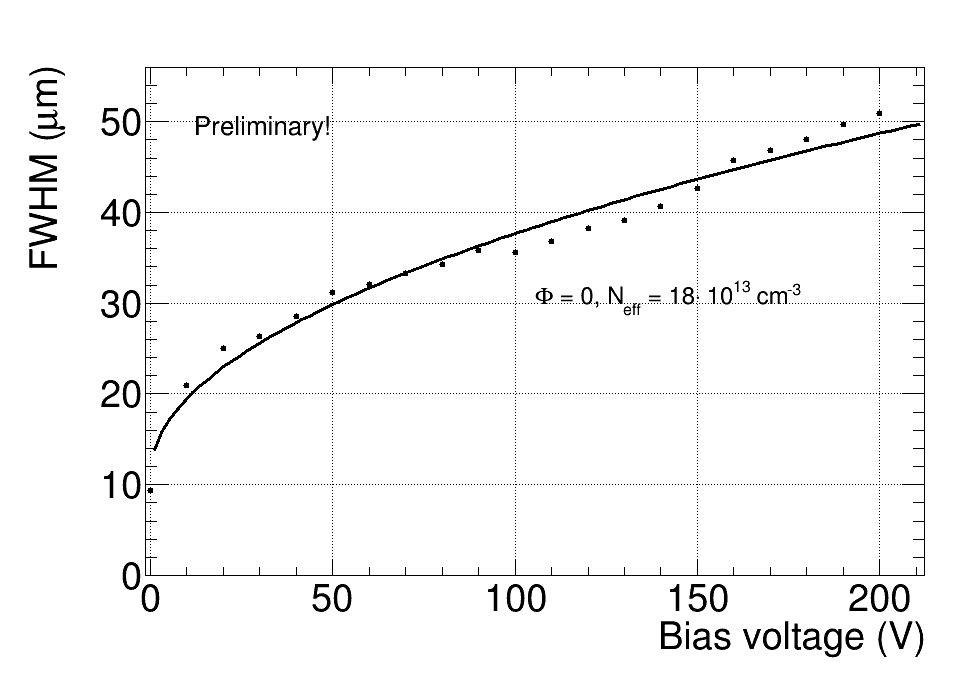 FWHM (μm)
50
40
30
20
10
0
Preliminary!
Φ = 0, N_eff = 18· 10^13 cm^-3
0 50 100 150 200
Bias voltage (V)